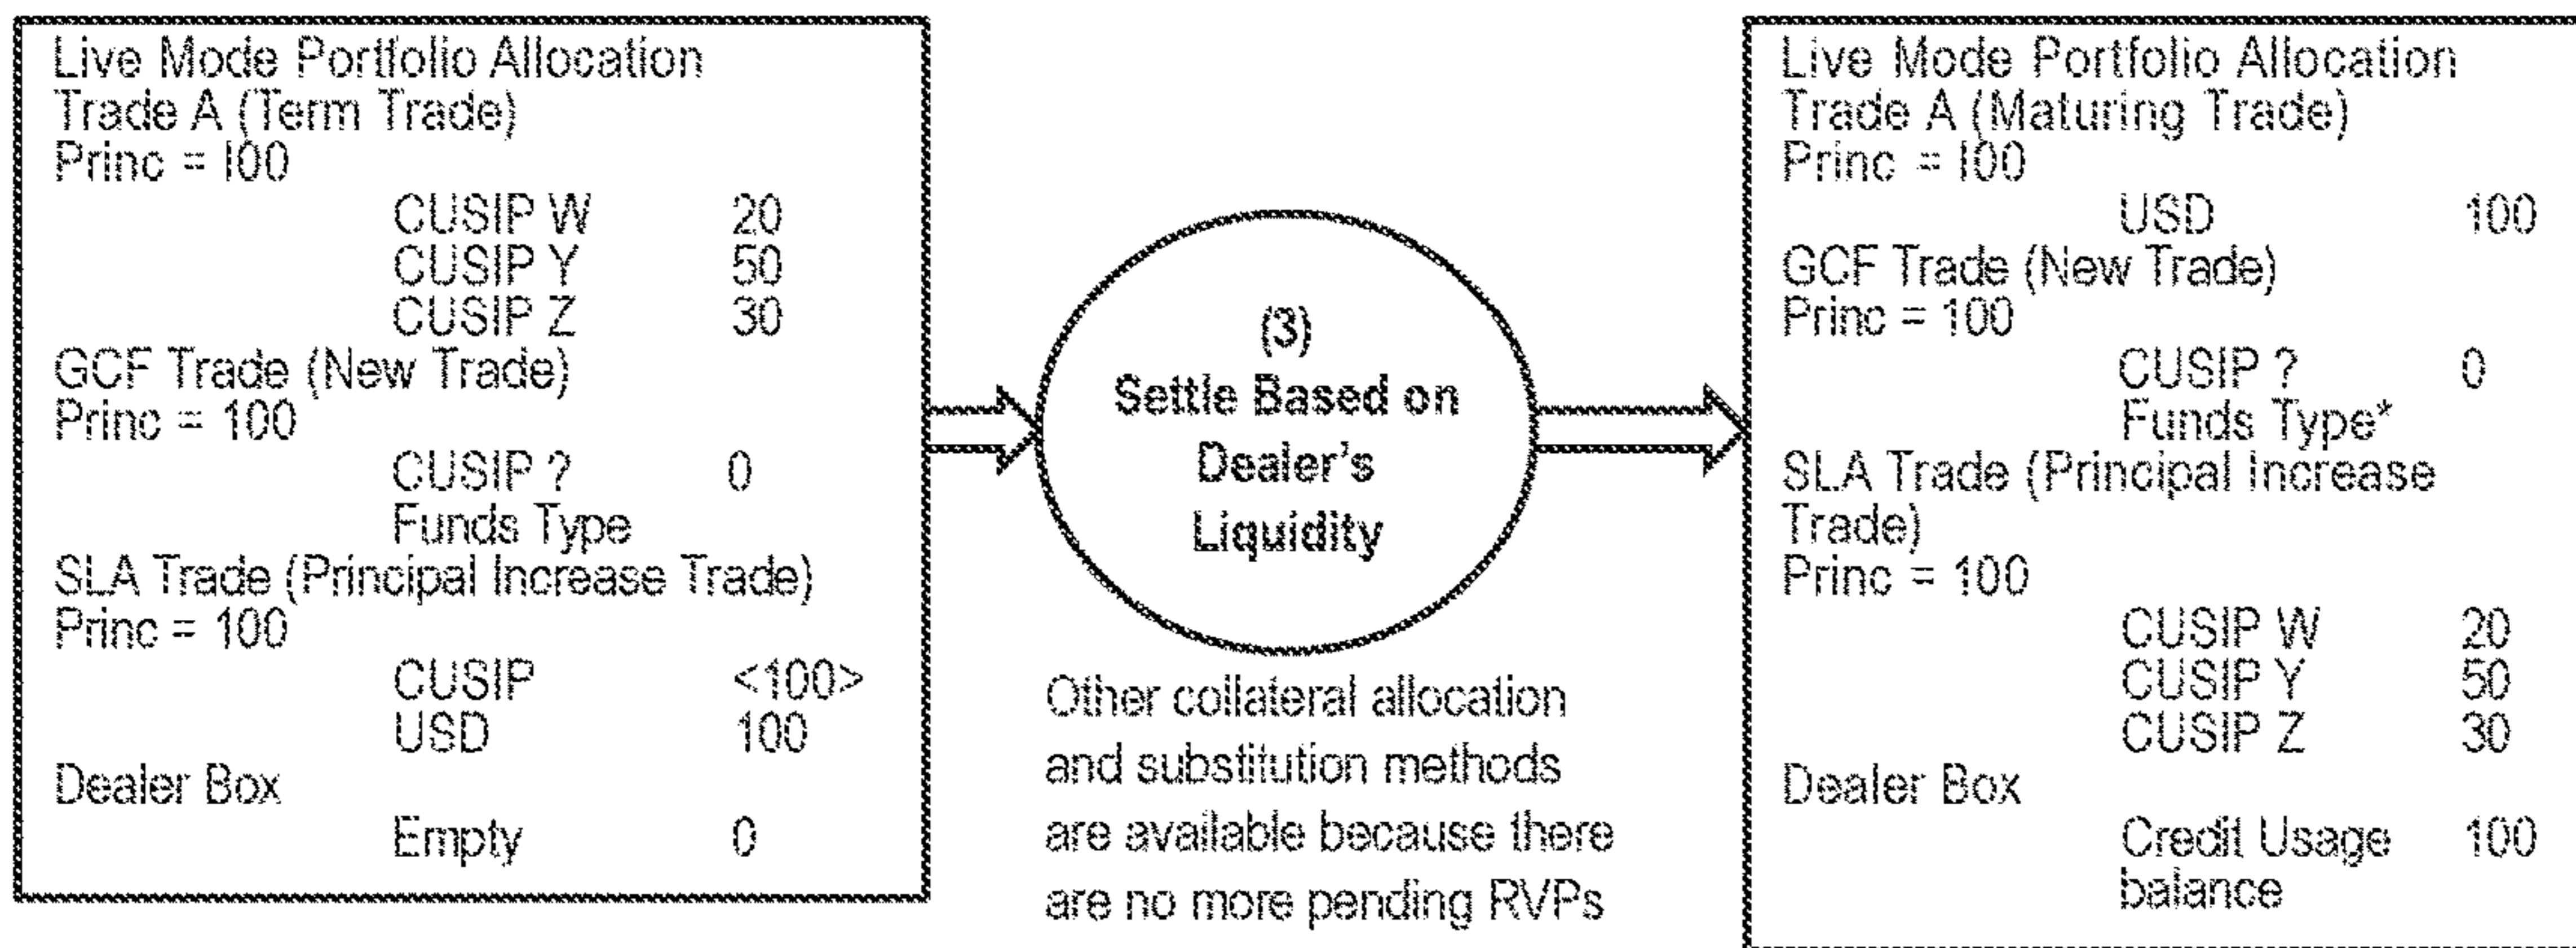 Live Mode Portfolio Allocation
Trade A (Term Trade)
Princ = I00
CUSIP W 20
CUSIP Y 50
CUSIP Z 30
GCF Trade (New Trade)
Princ = 100
CUSIP ? 0
Funds Type
SLA Trade (Principal Increase Trade)
Princ = 100
CUSIP <100>
USD 100
Dealer Box
Empty 0
(3)
Settle Based on
Dealer's
Liquidity
Other collateral allocation
and substitution methods
are available because there
are no more pending RVPs
Live Mode Portfolio Allocation
Trade A (Maturing Trade)
Princ = I00
USD 100
GCF Trade (New Trade)
Princ = 100
CUSIP ? 0
Funds Type*
SLA Trade (Principal Increase
Trade)
Princ = 100
CUSIP W 20
CUSIP Y 50
CUSIP Z 30
Dealer Box
Credit Usage 100
balance